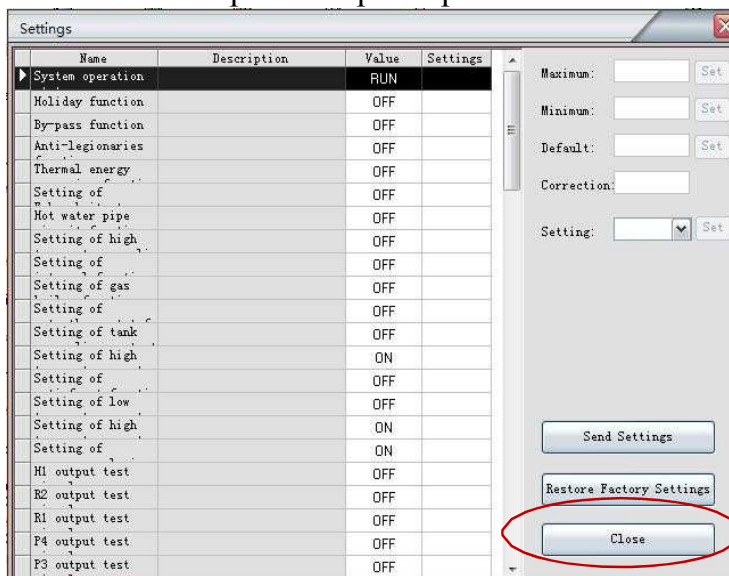 Settings
Name Description Value Settings
System operation RUN
Holiday function OFF
By-pass function OFF
Anti-legionaries OFF
Thermal energy OFF
Setting of OFF
Hot water pipe OFF
Setting of high OFF
Setting of OFF
Setting of gas OFF
Setting of OFF
Setting of tank OFF
Setting of high ON
Setting of OFF
Setting of low OFF
Setting of high ON
Setting of ON
H1 output test OFF
R2 output test OFF
R1 output test OFF
P4 output test OFF
P3 output test OFF
Maximum: Set
Minimum: Set
Default: Set
Correction:
Setting: Set
Send Settings
Restore Factory Settings
Close